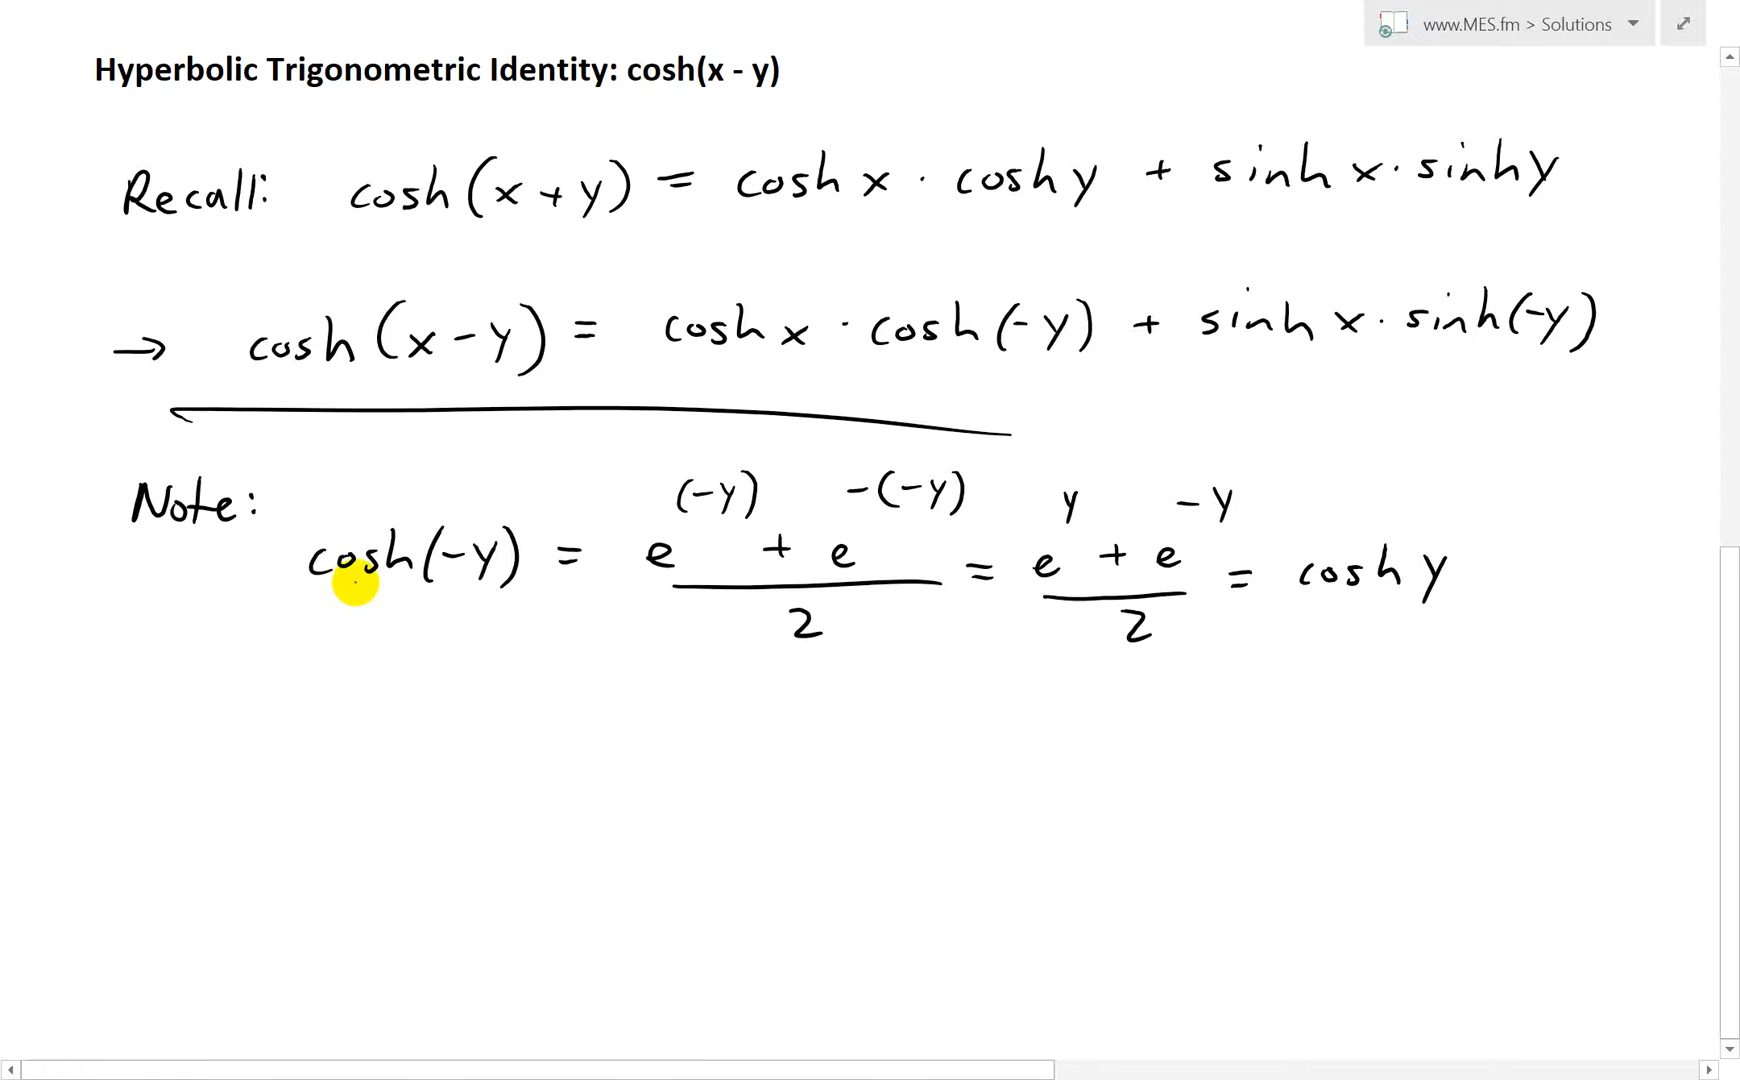 www.MES.fm > Solutions
Hyperbolic Trigonometric Identity: cosh(x - y)
Recall: cosh(x + y) = cosh x · cosh y + sinh x · sinh y
→ cosh(x - y) = cosh x · cosh(-y) + sinh x · sinh(-y)
Note:
cosh(-y) = (e^(-y) + e^-(-y))/2 = (e^y + e^-y)/2 = cosh y